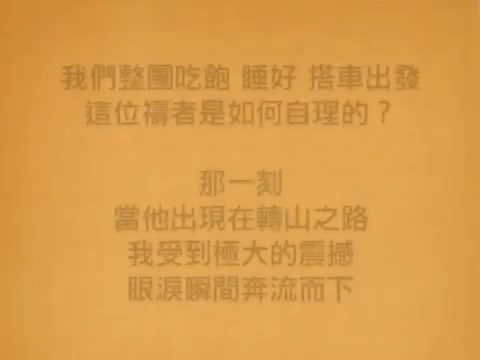 我們整團吃飽 睡好 搭車出發
這位禱者是如何自理的？
那一刻
當他出現在轉山之路
我受到極大的震撼
眼淚瞬間奔流而下